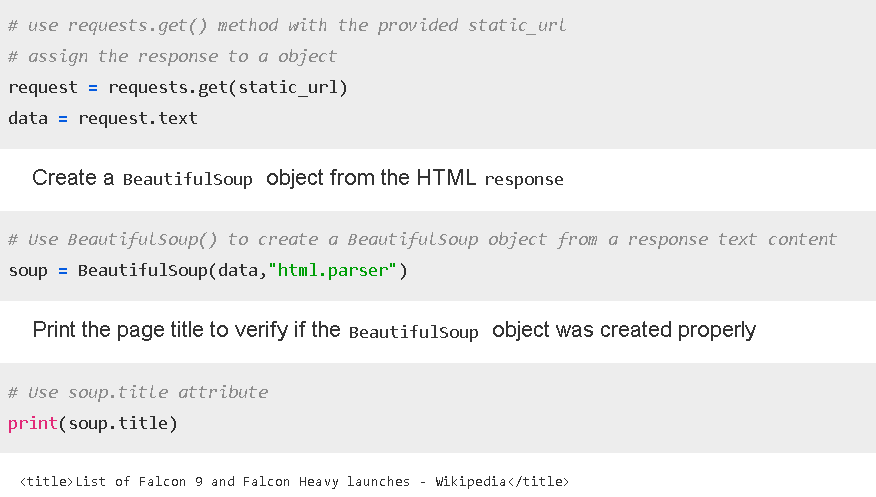 # use requests.get() method with the provided static_url
# assign the response to a object
request = requests.get(static_url)
data = request.text
Create a BeautifulSoup object from the HTML response
# Use BeautifulSoup() to create a BeautifulSoup object from a response text content
soup = BeautifulSoup(data,"html.parser")
Print the page title to verify if the BeautifulSoup object was created properly
# Use soup.title attribute
print(soup.title)
<title>List of Falcon 9 and Falcon Heavy launches - Wikipedia</title>